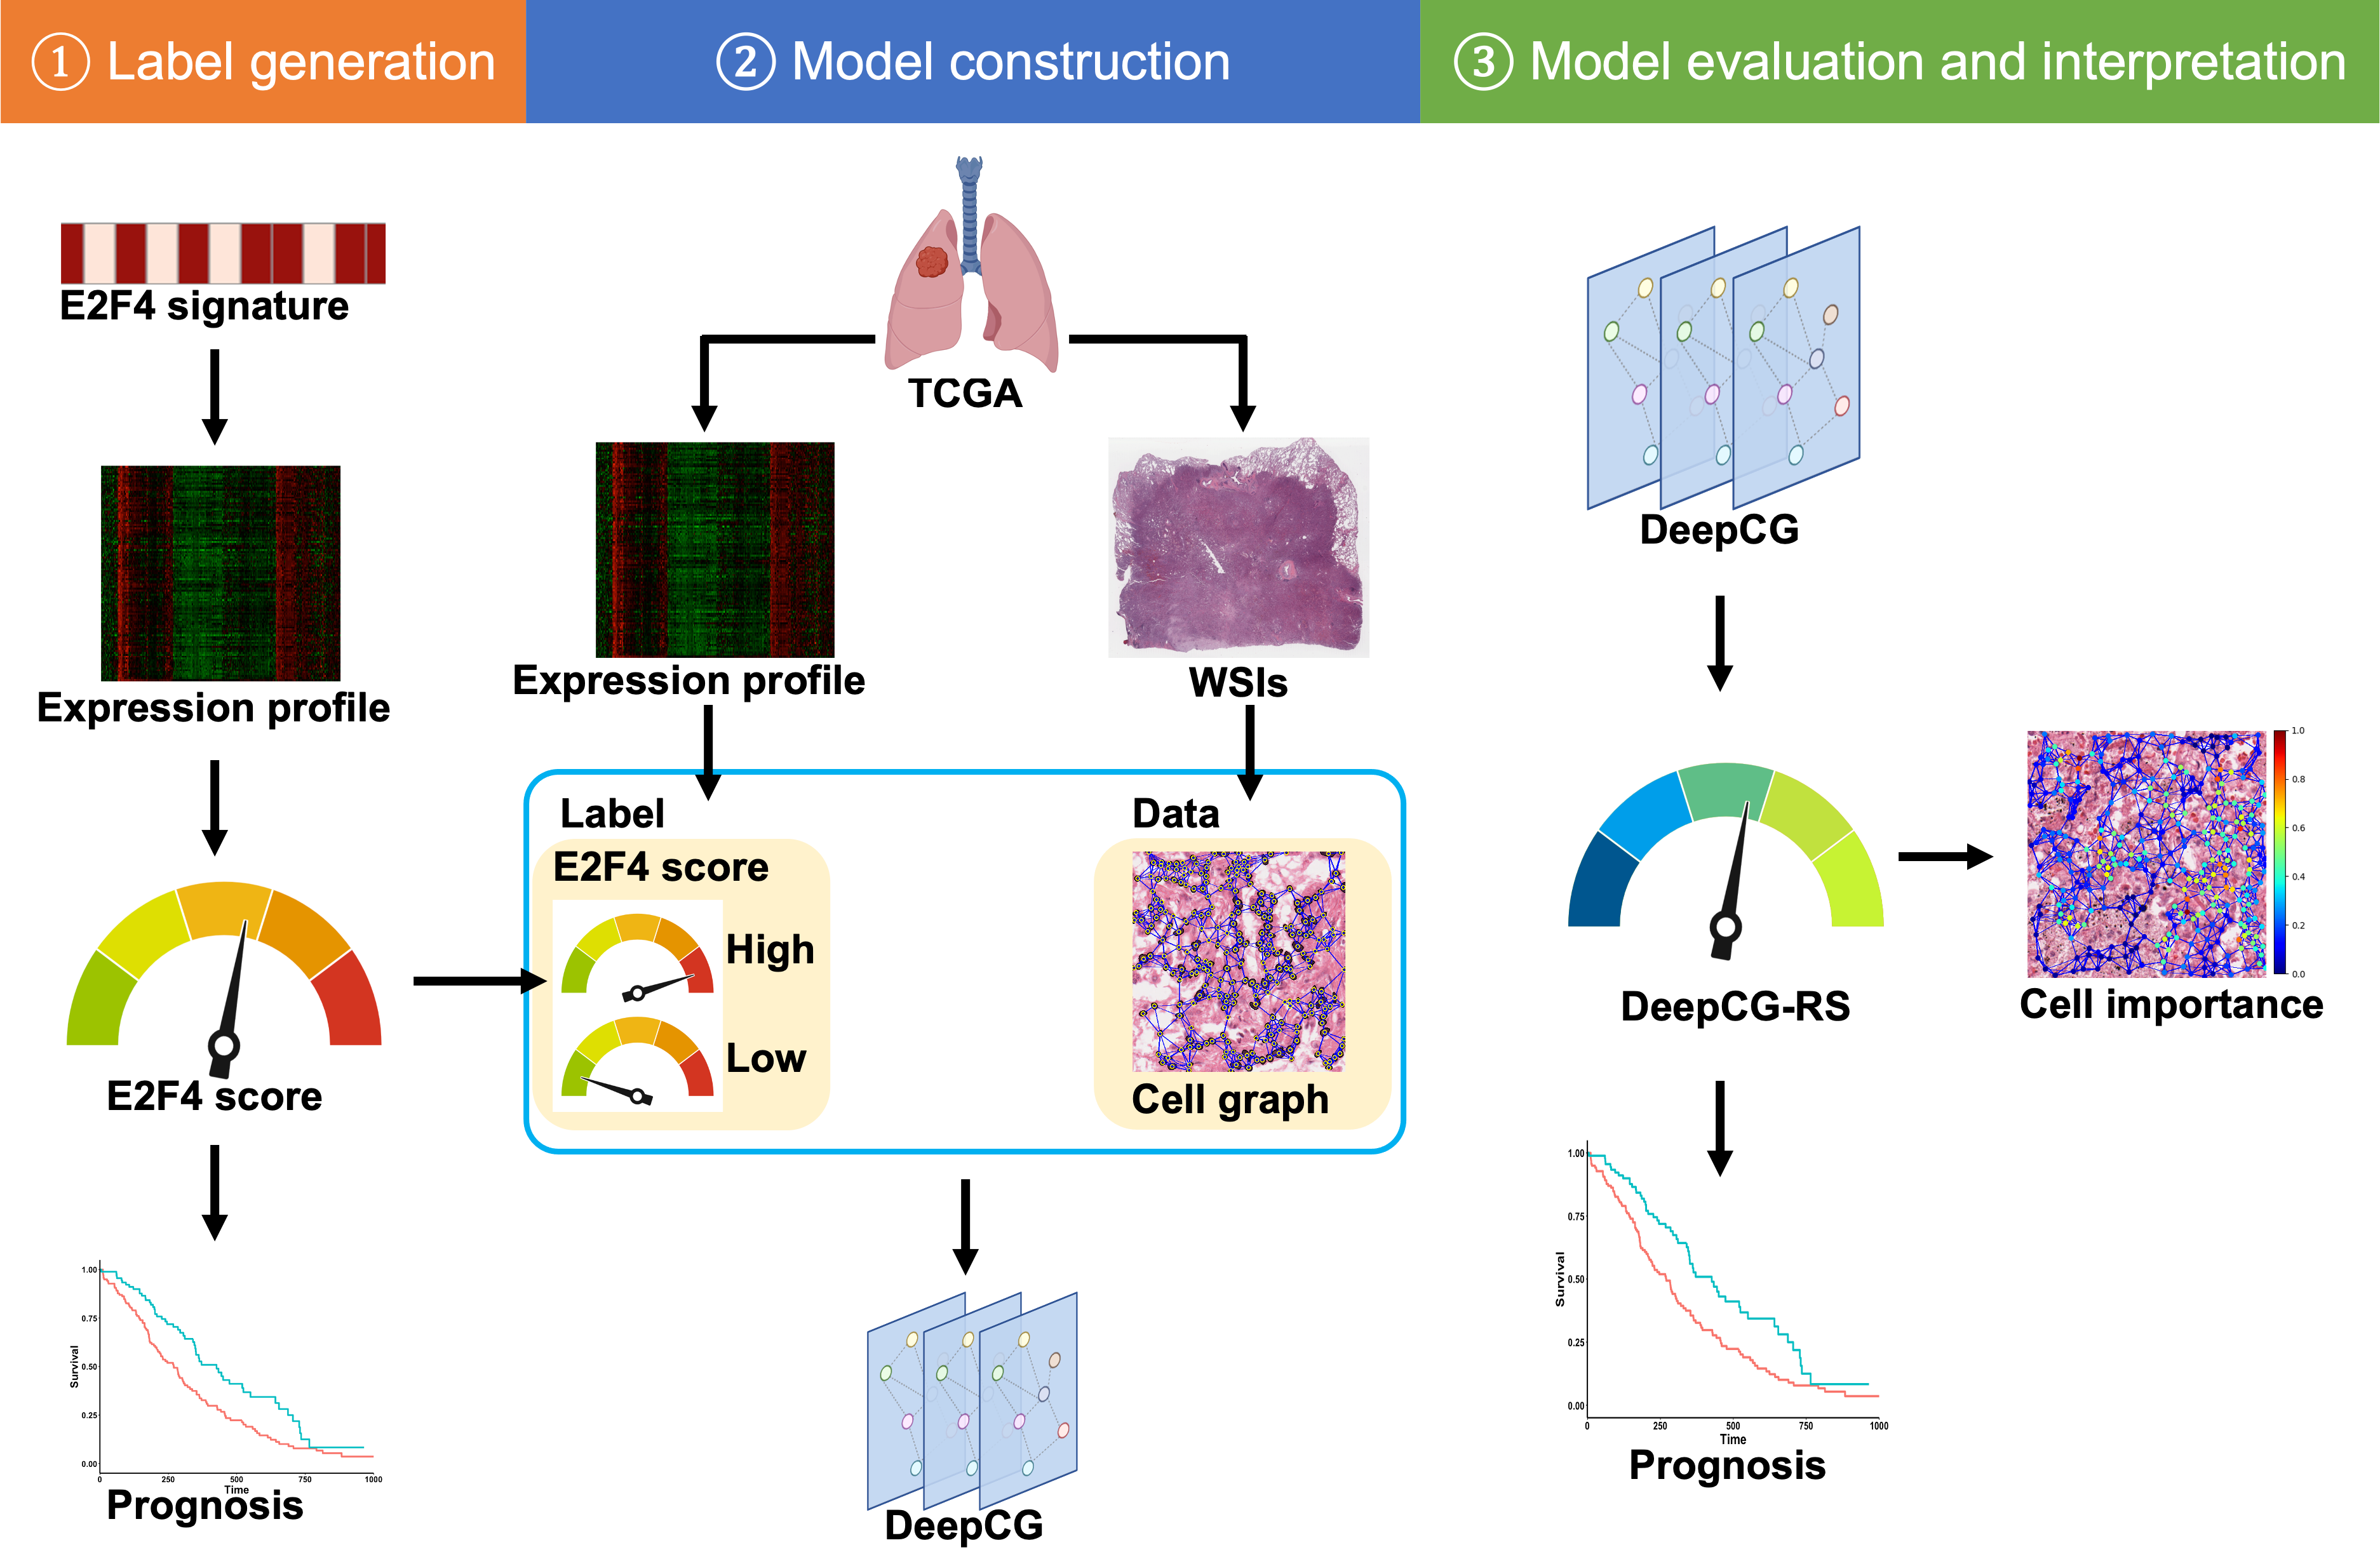 ① Label generation
② Model construction
③ Model evaluation and interpretation
E2F4 signature
Expression profile
E2F4 score
1.00
0.75
0.50
0.25
0.00
Survival
0 250 500 750 1000
Time
Prognosis
TCGA
Expression profile
WSIs
Label
E2F4 score
High
Low
Data
Cell graph
DeepCG
DeepCG
DeepCG-RS
1.0
0.8
0.6
0.4
0.2
0.0
Cell importance
1.00
0.75
0.50
0.25
0.00
Survival
0 250 500 750 1000
Time
Prognosis